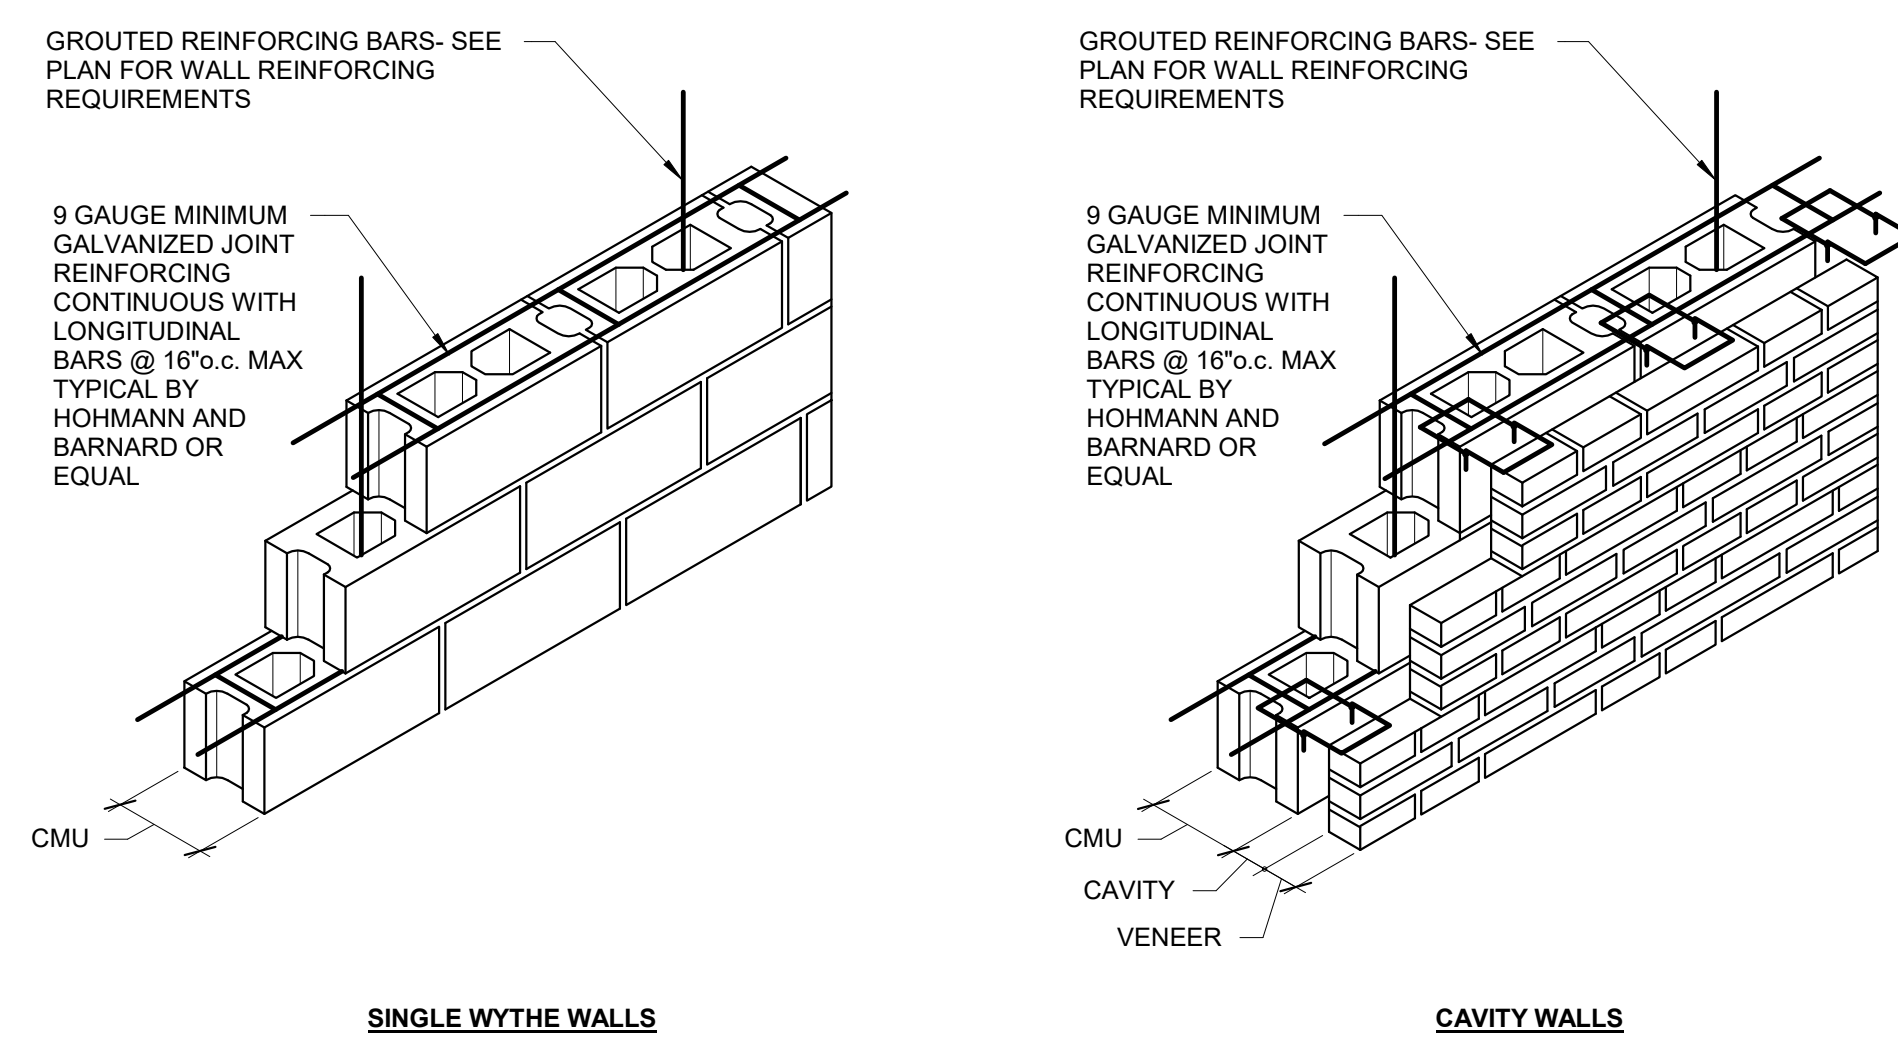 GROUTED REINFORCING BARS- SEE
PLAN FOR WALL REINFORCING
REQUIREMENTS
9 GAUGE MINIMUM
GALVANIZED JOINT
REINFORCING
CONTINUOUS WITH
LONGITUDINAL
BARS @ 16"o.c. MAX
TYPICAL BY
HOHMANN AND
BARNARD OR
EQUAL
CMU
SINGLE WYTHE WALLS
GROUTED REINFORCING BARS- SEE
PLAN FOR WALL REINFORCING
REQUIREMENTS
9 GAUGE MINIMUM
GALVANIZED JOINT
REINFORCING
CONTINUOUS WITH
LONGITUDINAL
BARS @ 16"o.c. MAX
TYPICAL BY
HOHMANN AND
BARNARD OR
EQUAL
CMU
CAVITY
VENEER
CAVITY WALLS